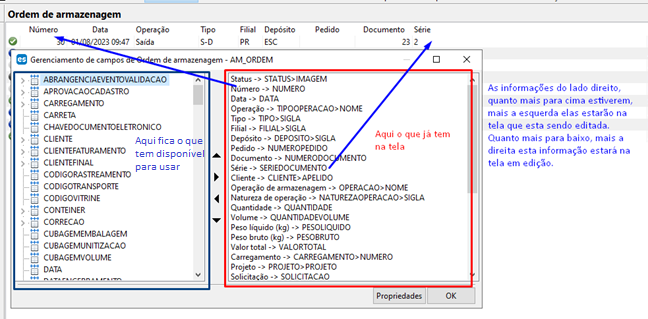 Ordem de armazenagem
Número Data Operação Tipo Filial Depósito Pedido Documento Série
30 01/08/2023 09:47 Saída S-D PR ESC 23 2
es Gerenciamento de campos de Ordem de armazenagem - AM_ORDEM
ABRANGENCIAEVENTOVALIDACAO
APROVACAOCADASTRO
CARREGAMENTO
CARRETA
CHAVEDOCUMENTOELETRONICO
CLIENTE
CLIENTEFATURAMENTO
CLIENTEFINAL
CODIGORASTREAMENTO
CODIGOTRANSPORTE
CODIGOVITRINE
CONTEINER
CORRECAO
CUBAGEMEMBALAGEM
CUBAGEMUNITIZACAO
CUBAGEMVOLUME
DATA
DATAENCERRAMENTO
Aqui fica o que
tem disponível
para usar
Status -> STATUS>IMAGEM
Número -> NUMERO
Data -> DATA
Operação -> TIPOOPERACAO>NOME
Tipo -> TIPO>SIGLA
Filial -> FILIAL>SIGLA
Depósito -> DEPOSITO>SIGLA
Pedido -> NUMEROPEDIDO
Documento -> NUMERODOCUMENTO
Série -> SERIEDOCUMENTO
Cliente -> CLIENTE>APELIDO
Operação de armazenagem -> OPERACAO>NOME
Natureza de operação -> NATUREZAOPERACAO>SIGLA
Quantidade -> QUANTIDADE
Volume -> QUANTIDADEVOLUME
Peso líquido (kg) -> PESOLIQUIDO
Peso bruto (kg) -> PESOBRUTO
Valor total -> VALORTOTAL
Carregamento -> CARREGAMENTO>NUMERO
Projeto -> PROJETO>PROJETO
Solicitação -> SOLICITACAO
Aqui o que já tem
na tela
Propriedades OK
As informações do lado direito,
quanto mais para cima estiverem,
mais a esquerda elas estarão na
tela que esta sendo editada.
Quanto mais para baixo, mais a
direita esta informação estará na
tela em edição.